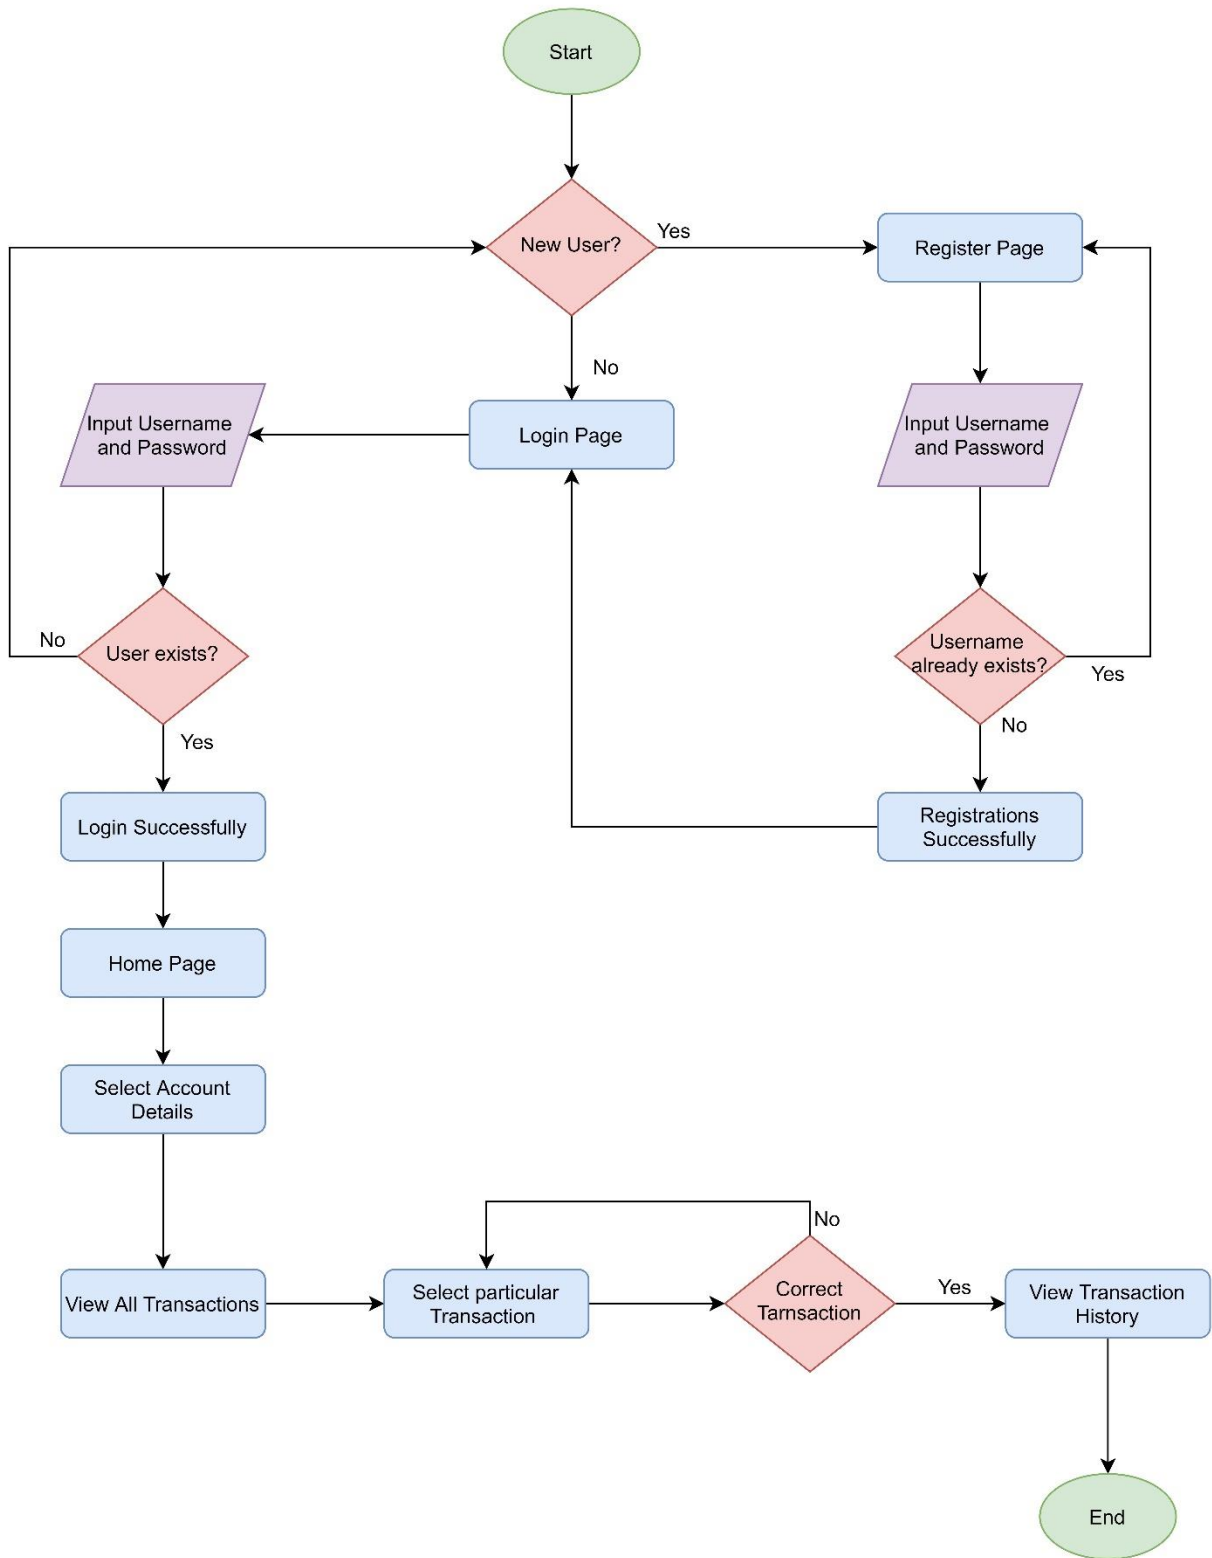 Start
New User?
Yes
Register Page
No
Input Username
and Password
Login Page
Input Username
and Password
No
User exists?
Yes
Username
already exists?
Yes
No
Login Successfully
Registrations
Successfully
Home Page
Select Account
Details
No
View All Transactions
Select particular
Transaction
Correct
Tarnsaction
Yes
View Transaction
History
End